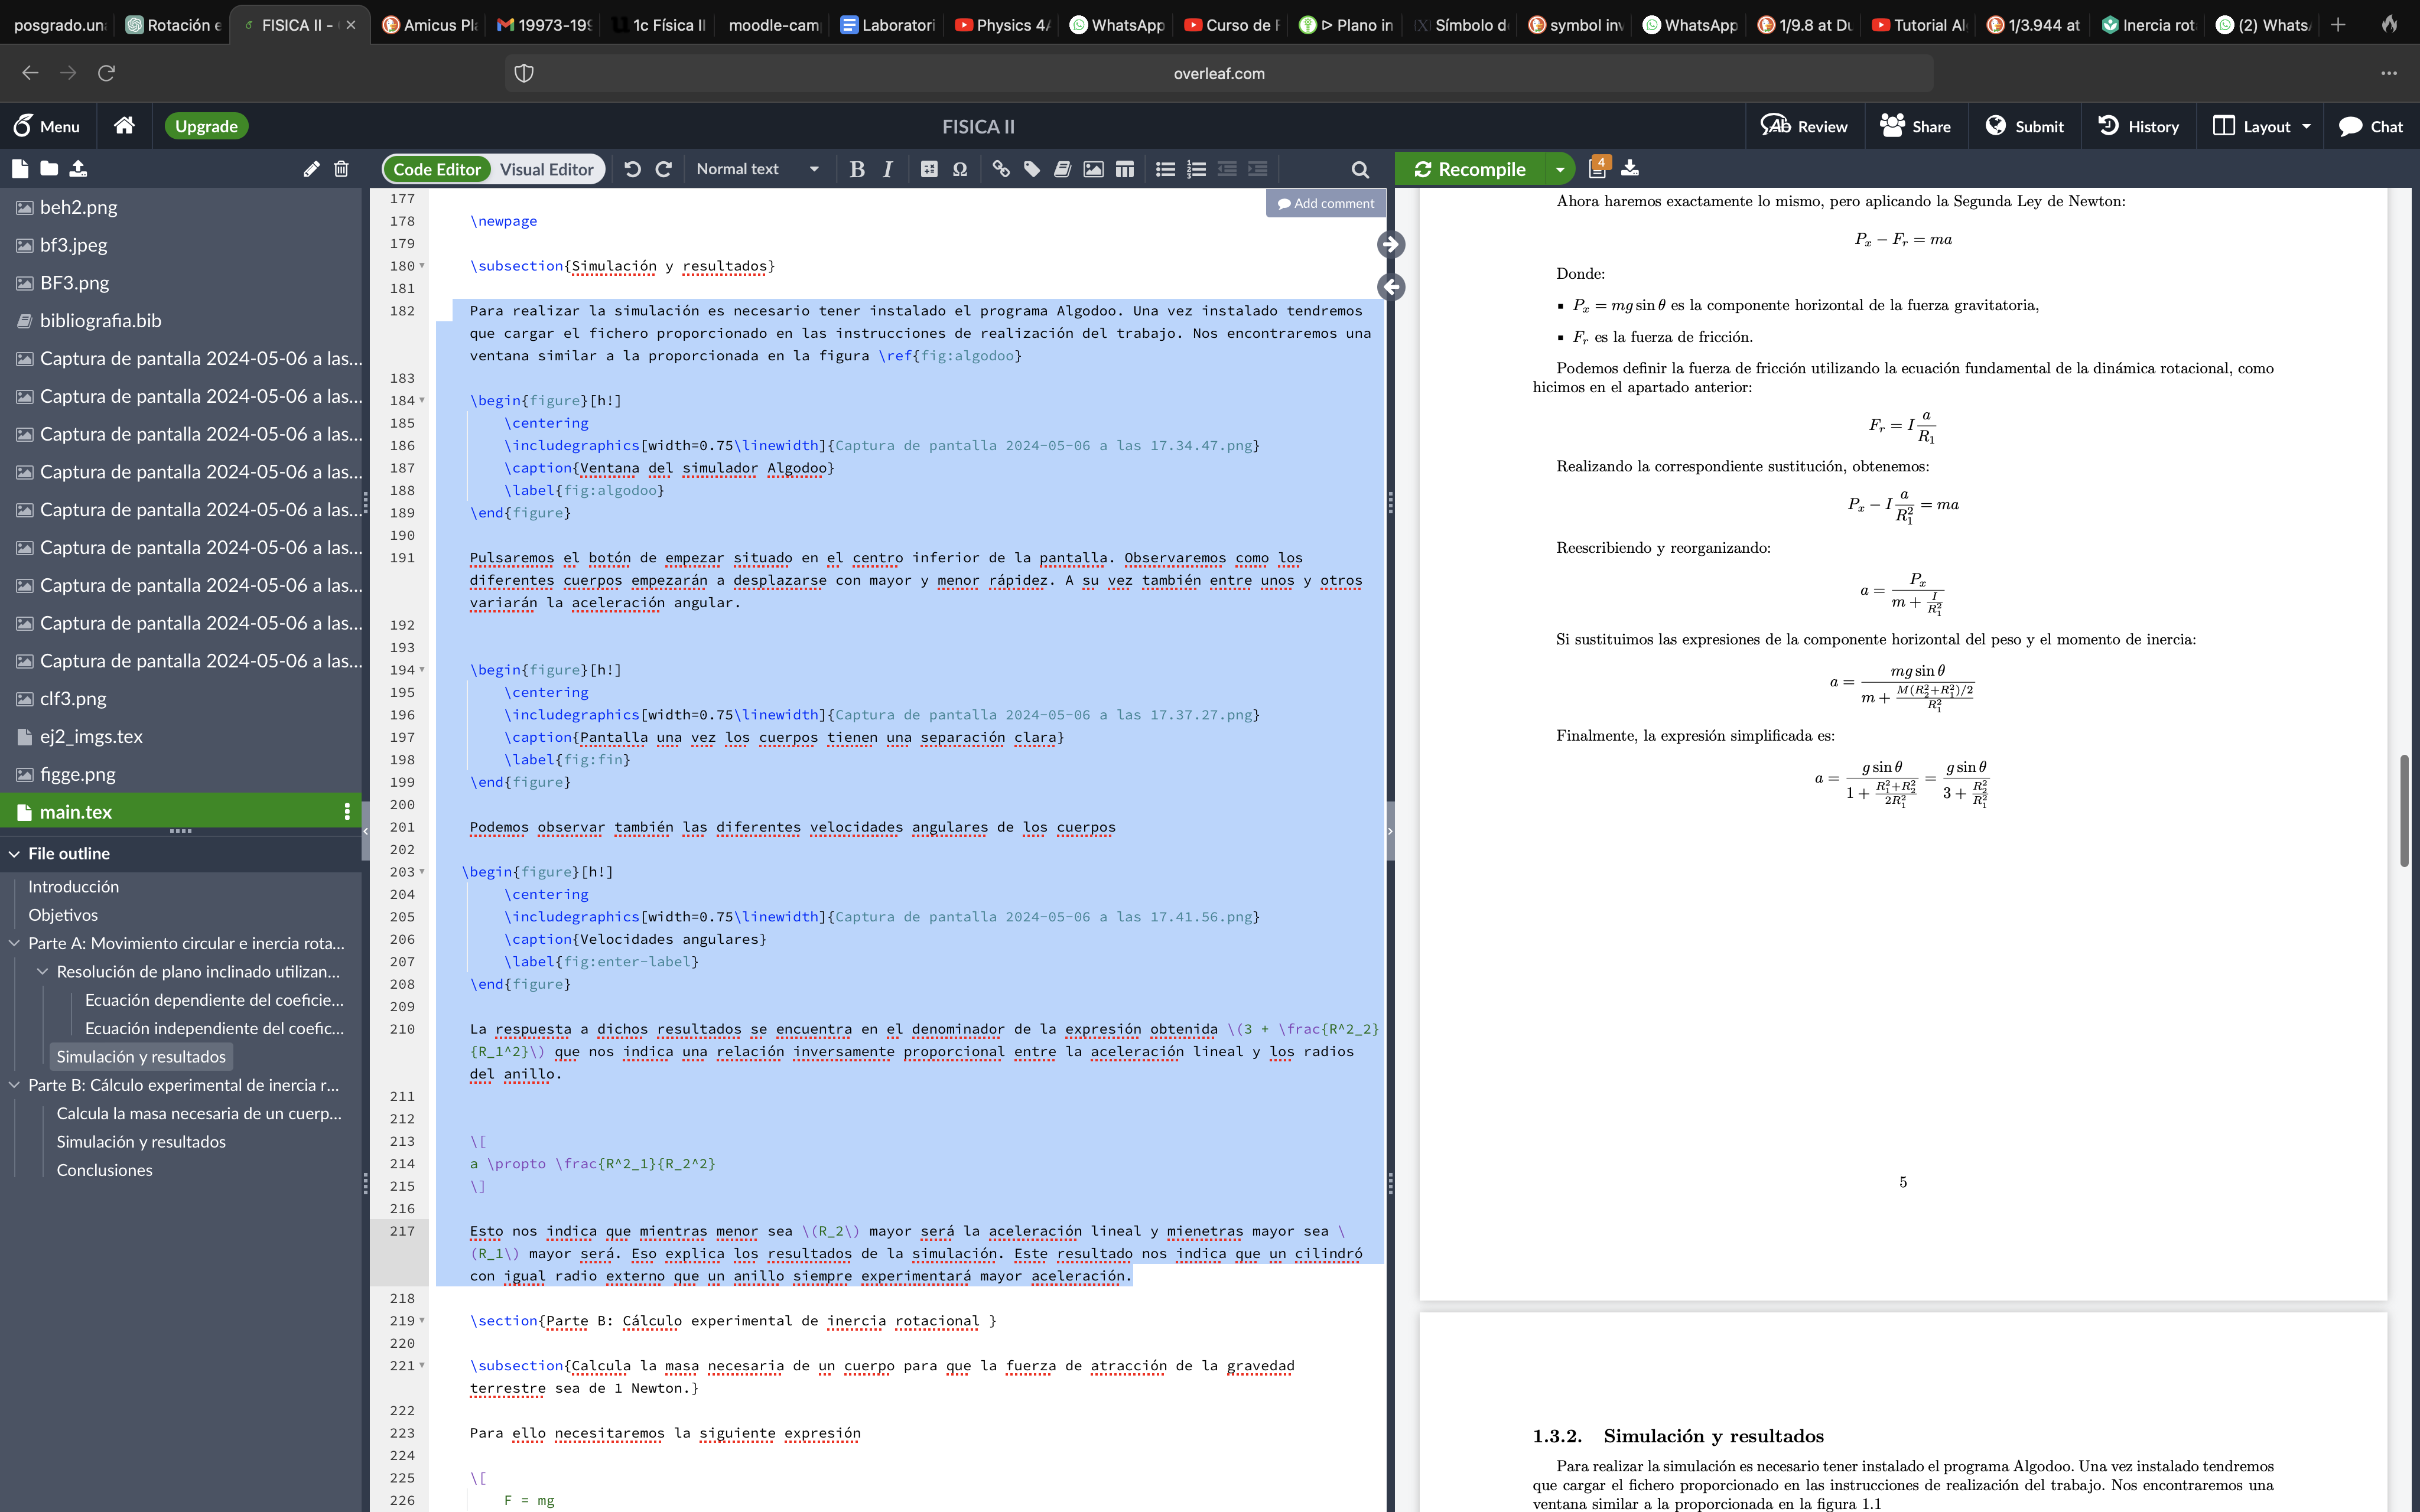 posgrado.un
Rotación e
FISICA II -
Amicus Pl
19973-19
1c Física II
moodle-cam
Laboratori
Physics 4
WhatsApp
Curso de F
ᐅ Plano in
Símbolo d
symbol inv
WhatsApp
1/9.8 at Du
Tutorial Al
1/3.944 at
Inercia rot
(2) Whats
overleaf.com
Menu
Upgrade
FISICA II
Review
Share
Submit
History
Layout
Chat
Code Editor
Visual Editor
Normal text
Recompile
4
Add comment
beh2.png
bf3.jpeg
BF3.png
bibliografia.bib
Captura de pantalla 2024-05-06 a las...
Captura de pantalla 2024-05-06 a las...
Captura de pantalla 2024-05-06 a las...
Captura de pantalla 2024-05-06 a las...
Captura de pantalla 2024-05-06 a las...
Captura de pantalla 2024-05-06 a las...
Captura de pantalla 2024-05-06 a las...
Captura de pantalla 2024-05-06 a las...
Captura de pantalla 2024-05-06 a las...
clf3.png
ej2_imgs.tex
figge.png
main.tex
File outline
Introducción
Objetivos
Parte A: Movimiento circular e inercia rota...
Resolución de plano inclinado utilizan...
Ecuación dependiente del coeficie...
Ecuación independiente del coefic...
Simulación y resultados
Parte B: Cálculo experimental de inercia r...
Calcula la masa necesaria de un cuerp...
Simulación y resultados
Conclusiones
177
178 \newpage
179
180 \subsection{Simulación y resultados}
181
182 Para realizar la simulación es necesario tener instalado el programa Algodoo. Una vez instalado tendremos
que cargar el fichero proporcionado en las instrucciones de realización del trabajo. Nos encontraremos una
ventana similar a la proporcionada en la figura \ref{fig:algodoo}
183
184 \begin{figure}[h!]
185 \centering
186 \includegraphics[width=0.75\linewidth]{Captura de pantalla 2024-05-06 a las 17.34.47.png}
187 \caption{Ventana del simulador Algodoo}
188 \label{fig:algodoo}
189 \end{figure}
190
191 Pulsaremos el botón de empezar situado en el centro inferior de la pantalla. Observaremos como los
diferentes cuerpos empezarán a desplazarse con mayor y menor rápidez. A su vez también entre unos y otros
variarán la aceleración angular.
192
193
194 \begin{figure}[h!]
195 \centering
196 \includegraphics[width=0.75\linewidth]{Captura de pantalla 2024-05-06 a las 17.37.27.png}
197 \caption{Pantalla una vez los cuerpos tienen una separación clara}
198 \label{fig:fin}
199 \end{figure}
200
201 Podemos observar también las diferentes velocidades angulares de los cuerpos
202
203 \begin{figure}[h!]
204 \centering
205 \includegraphics[width=0.75\linewidth]{Captura de pantalla 2024-05-06 a las 17.41.56.png}
206 \caption{Velocidades angulares}
207 \label{fig:enter-label}
208 \end{figure}
209
210 La respuesta a dichos resultados se encuentra en el denominador de la expresión obtenida \(3 + \frac{R^2_2}
{R_1^2}\) que nos indica una relación inversamente proporcional entre la aceleración lineal y los radios
del anillo.
211
212
213 \[
214 a \propto \frac{R^2_1}{R_2^2}
215 \]
216
217 Esto nos indica que mientras menor sea \(R_2\) mayor será la aceleración lineal y mienetras mayor sea \
(R_1\) mayor será. Eso explica los resultados de la simulación. Este resultado nos indica que un cilindró
con igual radio externo que un anillo siempre experimentará mayor aceleración.
218
219 \section{Parte B: Cálculo experimental de inercia rotacional }
220
221 \subsection{Calcula la masa necesaria de un cuerpo para que la fuerza de atracción de la gravedad
terrestre sea de 1 Newton.}
222
223 Para ello necesitaremos la siguiente expresión
224
225 \[
226 F = mg
Ahora haremos exactamente lo mismo, pero aplicando la Segunda Ley de Newton:
P_x − F_r = ma
Donde:
▪ P_x = mg sin θ es la componente horizontal de la fuerza gravitatoria,
▪ F_r es la fuerza de fricción.
Podemos definir la fuerza de fricción utilizando la ecuación fundamental de la dinámica rotacional, como
hicimos en el apartado anterior:
F_r = I a/R_1
Realizando la correspondiente sustitución, obtenemos:
P_x − I a/R_1^2 = ma
Reescribiendo y reorganizando:
a = P_x/(m + I/R_1^2)
Si sustituimos las expresiones de la componente horizontal del peso y el momento de inercia:
a = mg sin θ/(m + (M(R_2^2+R_1^2)/2)/R_1^2)
Finalmente, la expresión simplificada es:
a = g sin θ/(1 + (R_1^2+R_2^2)/(2R_1^2)) = g sin θ/(3 + R_2^2/R_1^2)
5
1.3.2. Simulación y resultados
Para realizar la simulación es necesario tener instalado el programa Algodoo. Una vez instalado tendremos
que cargar el fichero proporcionado en las instrucciones de realización del trabajo. Nos encontraremos una
ventana similar a la proporcionada en la figura 1.1